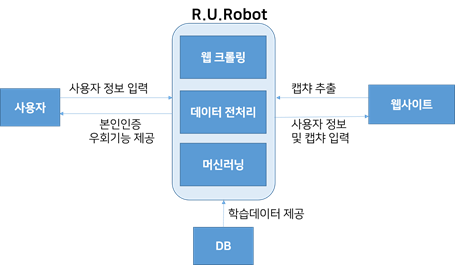 R.U.Robot
웹 크롤링
사용자 정보 입력
캡챠 추출
사용자
데이터 전처리
웹사이트
본인인증
우회기능 제공
사용자 정보
및 캡챠 입력
머신러닝
학습데이터 제공
DB